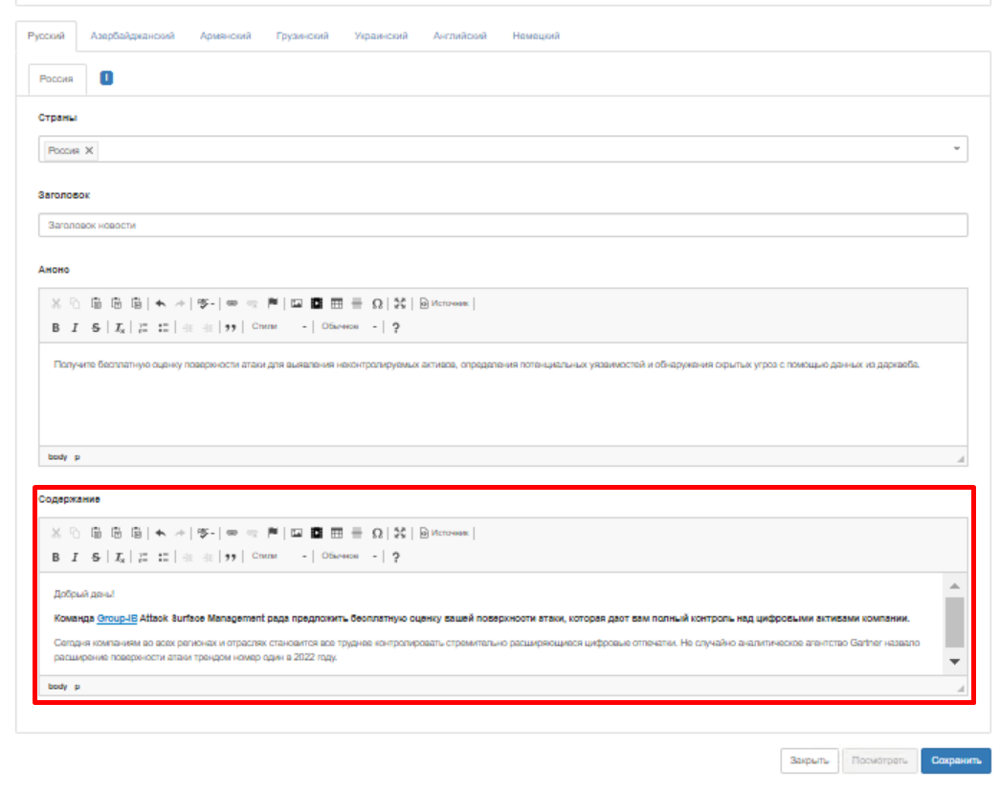 Русский Азербайджанский Армянский Грузинский Украинский Английский Немецкий
Россия
Страны
Россия
Заголовок
Заголовок новости
Анонс
Источник
B I S Стили Обычное ?
Получите бесплатную оценку поверхности атаки для выявления неконтролируемых активов, определения потенциальных уязвимостей и обнаружения скрытых угроз с помощью данных из дарквеба.
body p
Содержание
Источник
B I S Стили Обычное ?
Добрый день!
Команда Group-IB Attack Surface Management рада предложить бесплатную оценку вашей поверхности атаки, которая дает вам полный контроль над цифровыми активами компании.
Сегодня компаниям во всех регионах и отраслях становится все труднее контролировать стремительно расширяющиеся цифровые отпечатки. Не случайно аналитическое агентство Gartner назвало
расширение поверхности атаки трендом номер один в 2022 году.
body p
Закрыть Посмотреть Сохранить